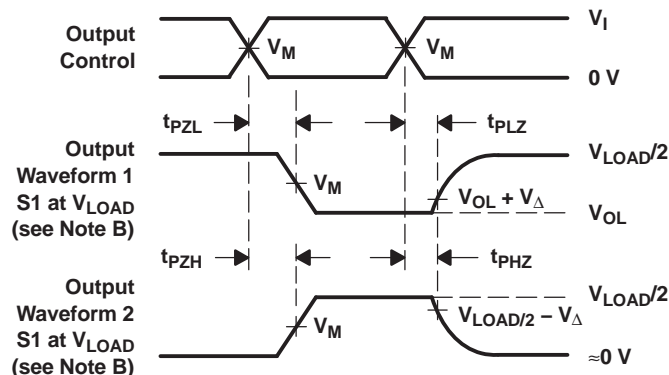 Output
Control
V_M
V_M
V_I
0 V
t_PZL
t_PLZ
Output
Waveform 1
S1 at V_LOAD
(see Note B)
V_M
V_OL + V_Δ
V_LOAD/2
V_OL
t_PZH
t_PHZ
Output
Waveform 2
S1 at V_LOAD
(see Note B)
V_M
V_LOAD/2 − V_Δ
V_LOAD/2
≈0 V